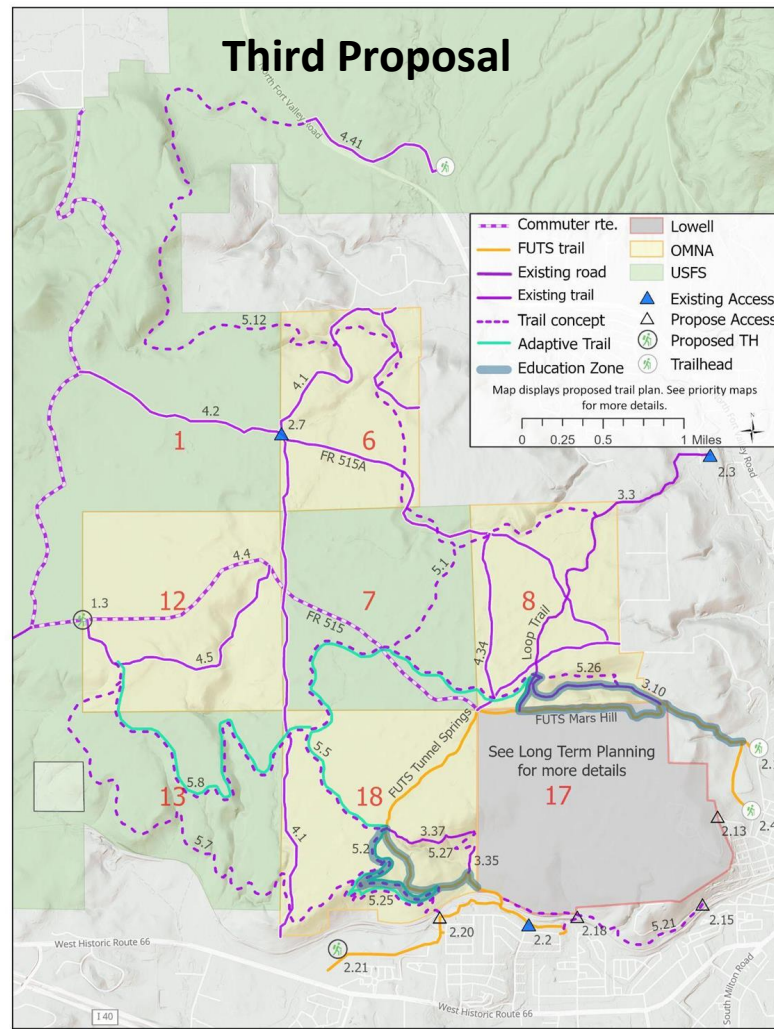 Third Proposal
North Fort Valley Road
4.41
Commuter rte.
FUTS trail
Existing road
Existing trail
Trail concept
Adaptive Trail
Education Zone
Lowell
OMNA
USFS
Existing Access
Propose Access
Proposed TH
Trailhead
Map displays proposed trail plan. See priority maps
for more details.
N
0 0.25 0.5 1 Miles
5.12
4.1
4.2
2.7
1
6
FR 515A
2.3
3.3
4.4
12
7
5.1
8
1.3
FR 515
4.34
Loop Trail
4.5
5.26
3.10
FUTS Mars Hill
FUTS Tunnel Springs
See Long Term Planning
for more details
17
5.5
5.8
18
13
2.4
2.13
3.37
5.2
5.27
3.35
5.7
4.1
5.25
2.15
5.21
2.20
2.2
2.18
2.21
West Historic Route 66
South Milton Road
I 40
West Historic Route 66